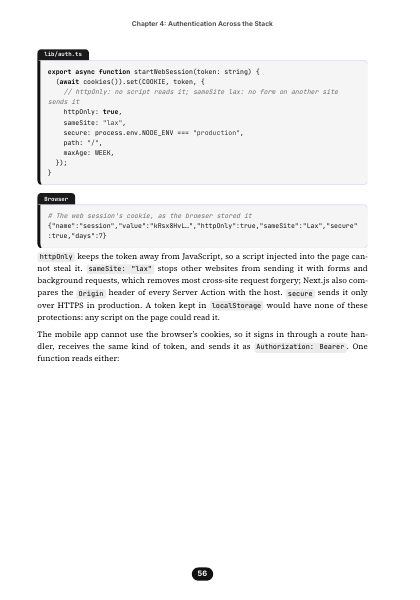 Chapter 4: Authentication Across the Stack
lib/auth.ts
export async function startWebSession(token: string) {
  (await cookies()).set(COOKIE, token, {
    // httpOnly: no script reads it; sameSite lax: no form on another site
sends it
    httpOnly: true,
    sameSite: "lax",
    secure: process.env.NODE_ENV === "production",
    path: "/",
    maxAge: WEEK,
  });
}
Browser
# The web session's cookie, as the browser stored it
{"name":"session","value":"kRsx8HvL…","httpOnly":true,"sameSite":"Lax","secure"
:true,"days":7}
httpOnly keeps the token away from JavaScript, so a script injected into the page can-
not steal it. sameSite: "lax" stops other websites from sending it with forms and
background requests, which removes most cross-site request forgery; Next.js also com-
pares the Origin header of every Server Action with the host. secure sends it only
over HTTPS in production. A token kept in localStorage would have none of these
protections: any script on the page could read it.
The mobile app cannot use the browser's cookies, so it signs in through a route han-
dler, receives the same kind of token, and sends it as Authorization: Bearer. One
function reads either:
56